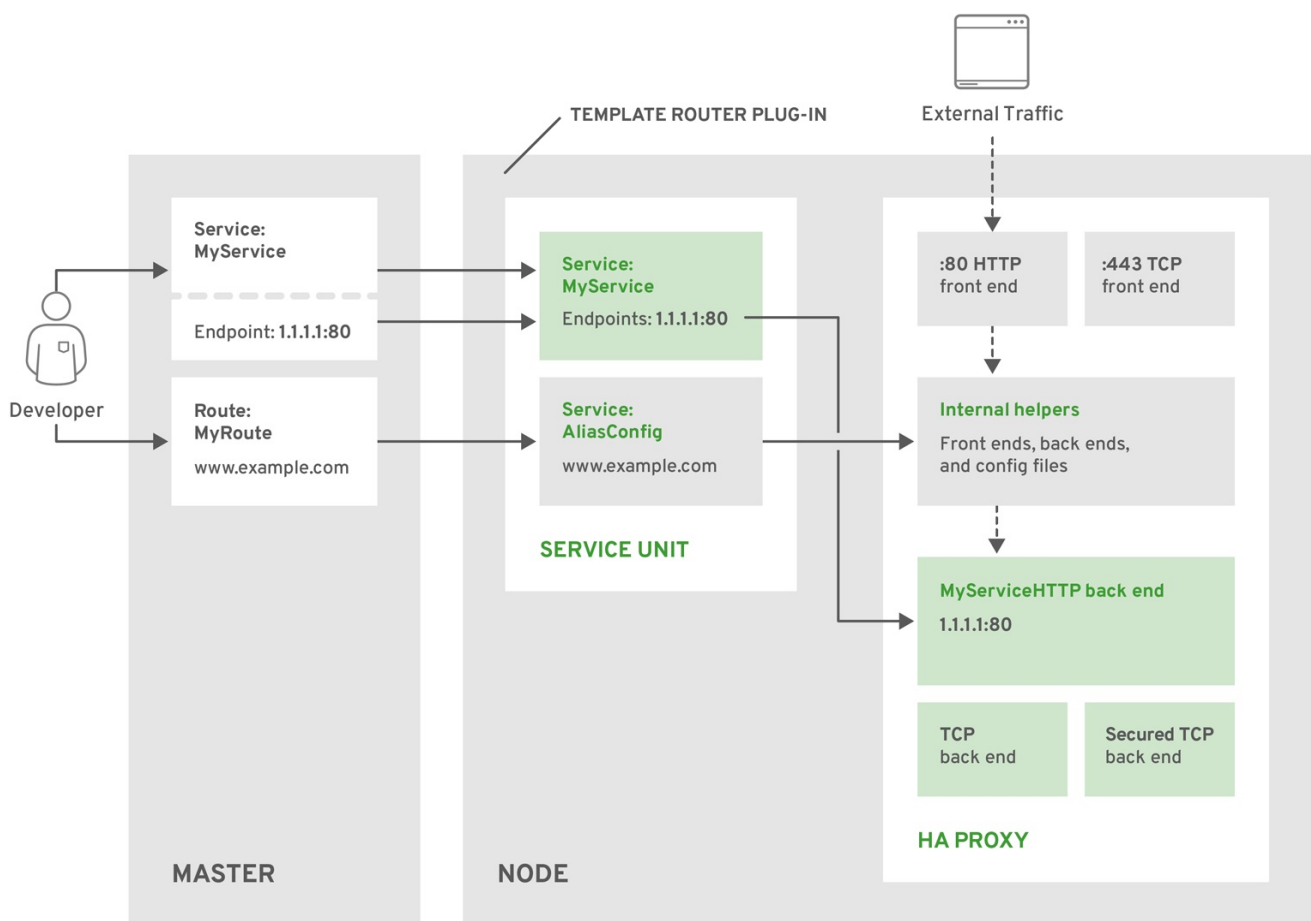 External Traffic
TEMPLATE ROUTER PLUG-IN
Developer
Service:
MyService
Endpoint: 1.1.1.1:80
Route:
MyRoute
www.example.com
MASTER
Service:
MyService
Endpoints: 1.1.1.1:80
Service:
AliasConfig
www.example.com
SERVICE UNIT
NODE
:80 HTTP
front end
:443 TCP
front end
Internal helpers
Front ends, back ends,
and config files
MyServiceHTTP back end
1.1.1.1:80
TCP
back end
Secured TCP
back end
HA PROXY